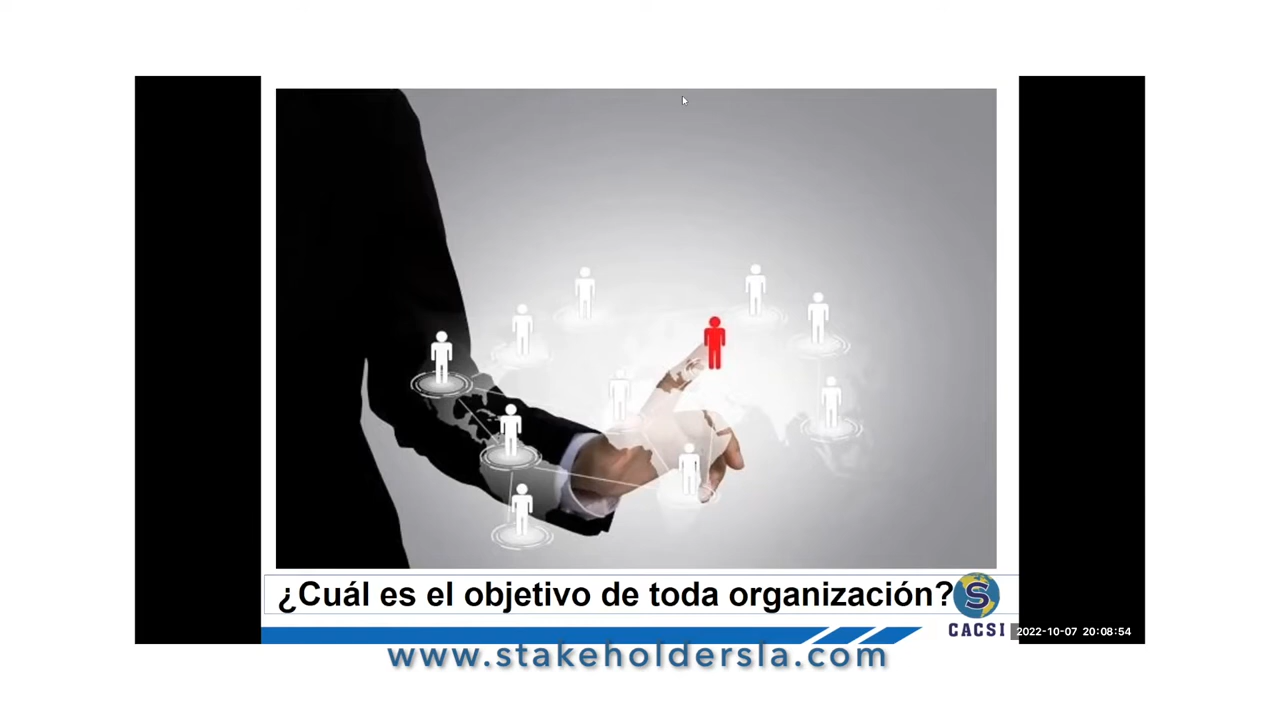 ¿Cuál es el objetivo de toda organización?
S
CACSI
2022-10-07 20:08:54
www.stakeholdersla.com